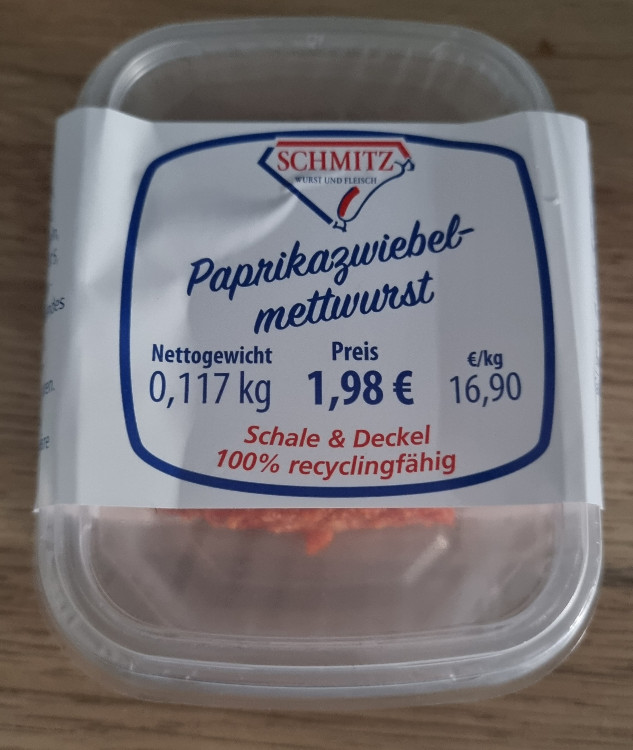 SCHMITZ
WURST UND FLEISCH
Paprikazwiebel-
mettwurst
Nettogewicht
0,117 kg
Preis
1,98 €
€/kg
16,90
Schale & Deckel
100% recyclingfähig